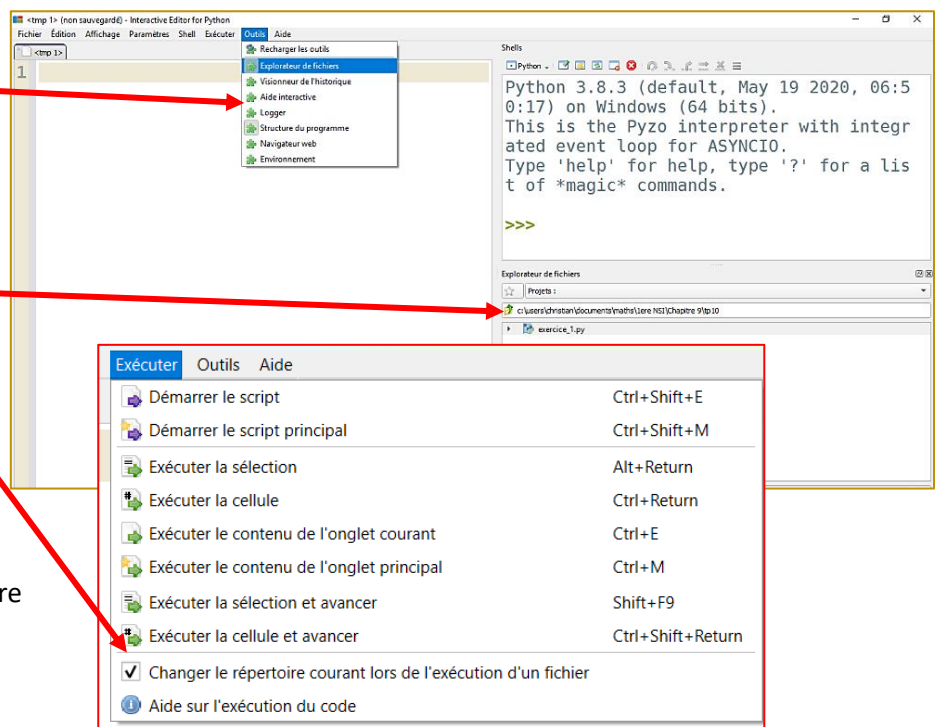 <tmp 1> (non sauvegardé) - Interactive Editor for Python
Fichier Édition Affichage Paramètres Shell Exécuter Outils Aide
<tmp 1>
1
Recharger les outils
Explorateur de fichiers
Visionneur de l'historique
Aide interactive
Logger
Structure du programme
Navigateur web
Environnement
Shells
Python
Python 3.8.3 (default, May 19 2020, 06:5
0:17) on Windows (64 bits).
This is the Pyzo interpreter with integr
ated event loop for ASYNCIO.
Type 'help' for help, type '?' for a lis
t of *magic* commands.
>>>
Explorateur de fichiers
Projets :
c:\users\christian\documents\maths\1ere NSI\Chapitre 9\tp10
exercice_1.py
Exécuter Outils Aide
Démarrer le script Ctrl+Shift+E
Démarrer le script principal Ctrl+Shift+M
Exécuter la sélection Alt+Return
Exécuter la cellule Ctrl+Return
Exécuter le contenu de l'onglet courant Ctrl+E
Exécuter le contenu de l'onglet principal Ctrl+M
Exécuter la sélection et avancer Shift+F9
Exécuter la cellule et avancer Ctrl+Shift+Return
Changer le répertoire courant lors de l'exécution d'un fichier
Aide sur l'exécution du code
re